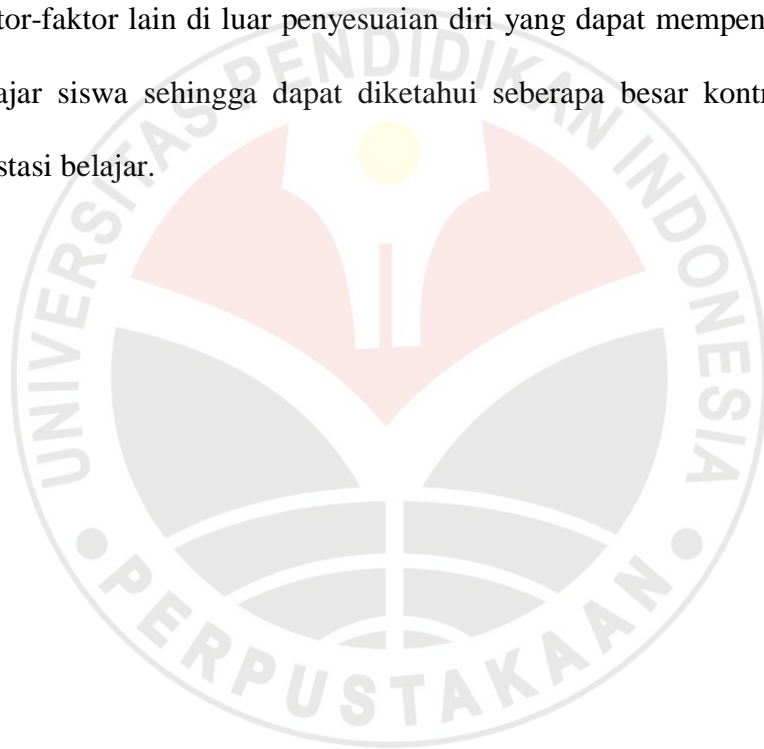 tor-faktor lain di luar penyesuaian diri yang dapat mempen
ajar siswa sehingga dapat diketahui seberapa besar kontr
stasi belajar.
UNIVERSITAS PENDIDIKAN INDONESIA
PERPUSTAKAAN